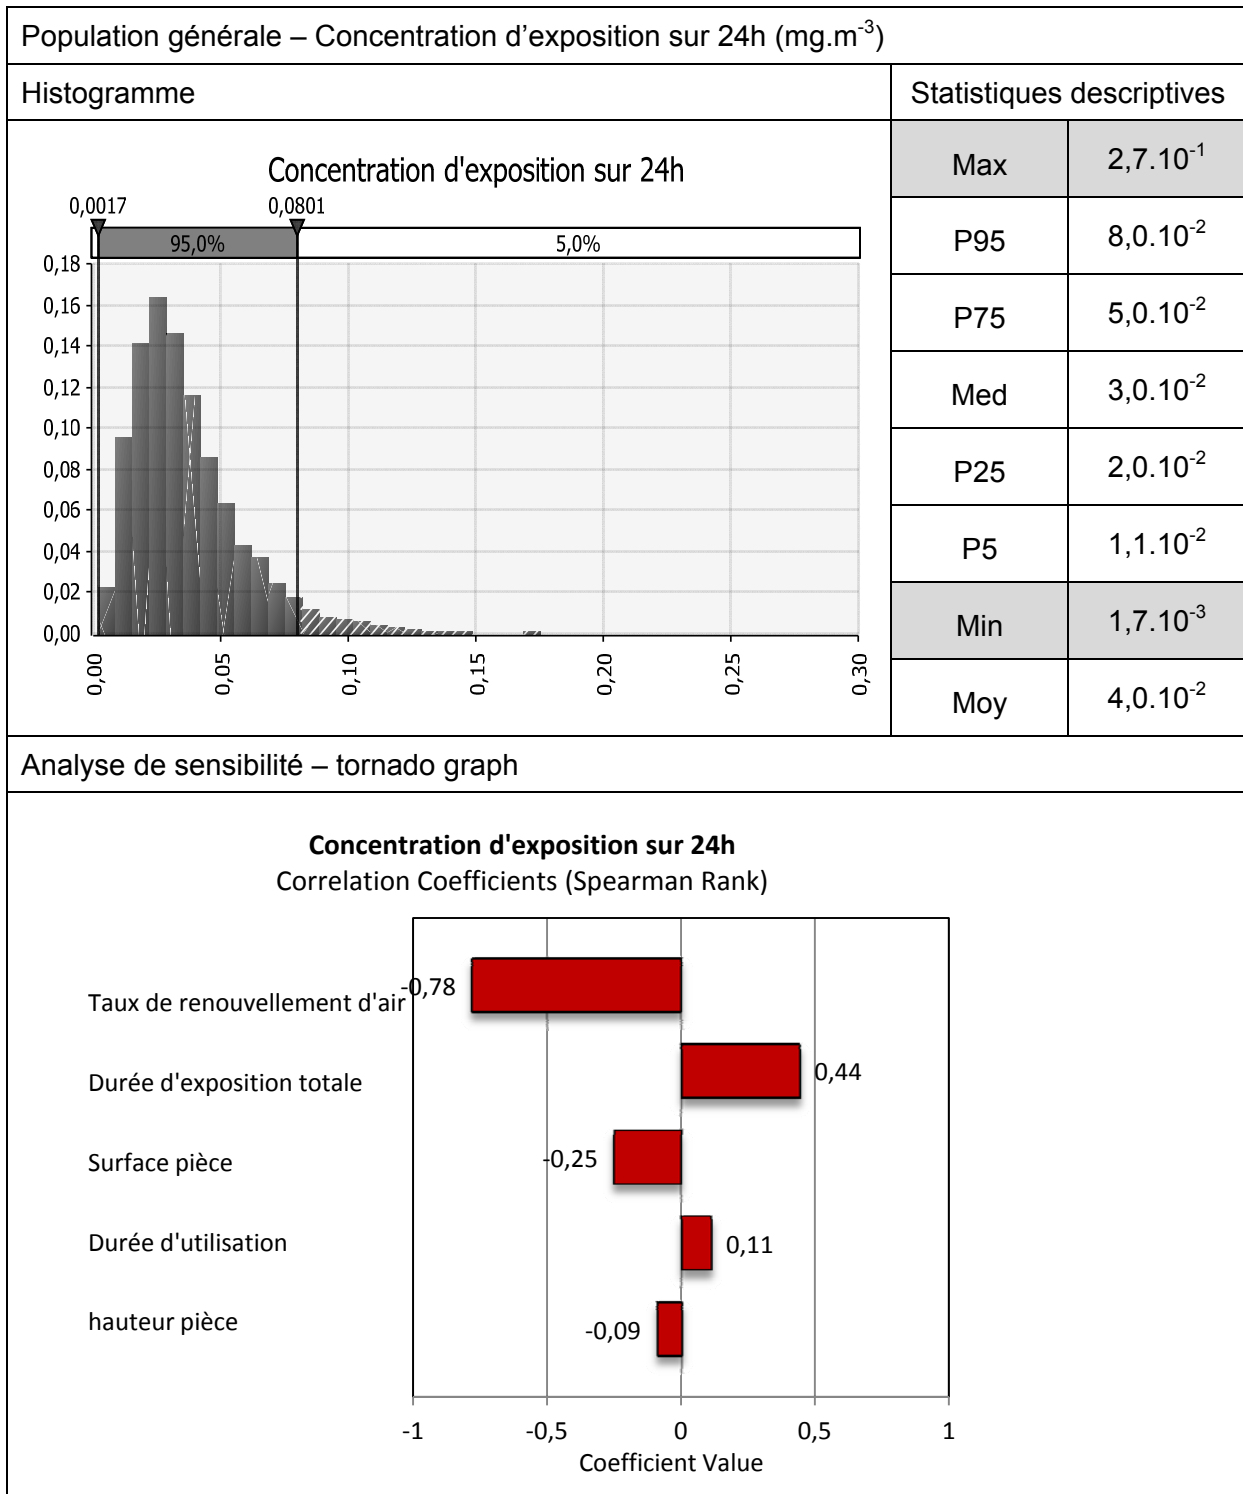 Population générale – Concentration d'exposition sur 24h (mg.m-3)
Histogramme
Statistiques descriptives
Concentration d'exposition sur 24h
0,0017
0,0801
95,0%
5,0%
0,18
0,16
0,14
0,12
0,10
0,08
0,06
0,04
0,02
0,00
0,00
0,05
0,10
0,15
0,20
0,25
0,30
Max 2,7.10-1
P95 8,0.10-2
P75 5,0.10-2
Med 3,0.10-2
P25 2,0.10-2
P5 1,1.10-2
Min 1,7.10-3
Moy 4,0.10-2
Analyse de sensibilité – tornado graph
Concentration d'exposition sur 24h
Correlation Coefficients (Spearman Rank)
Taux de renouvellement d'air -0,78
Durée d'exposition totale 0,44
Surface pièce -0,25
Durée d'utilisation 0,11
hauteur pièce -0,09
-1 -0,5 0 0,5 1
Coefficient Value